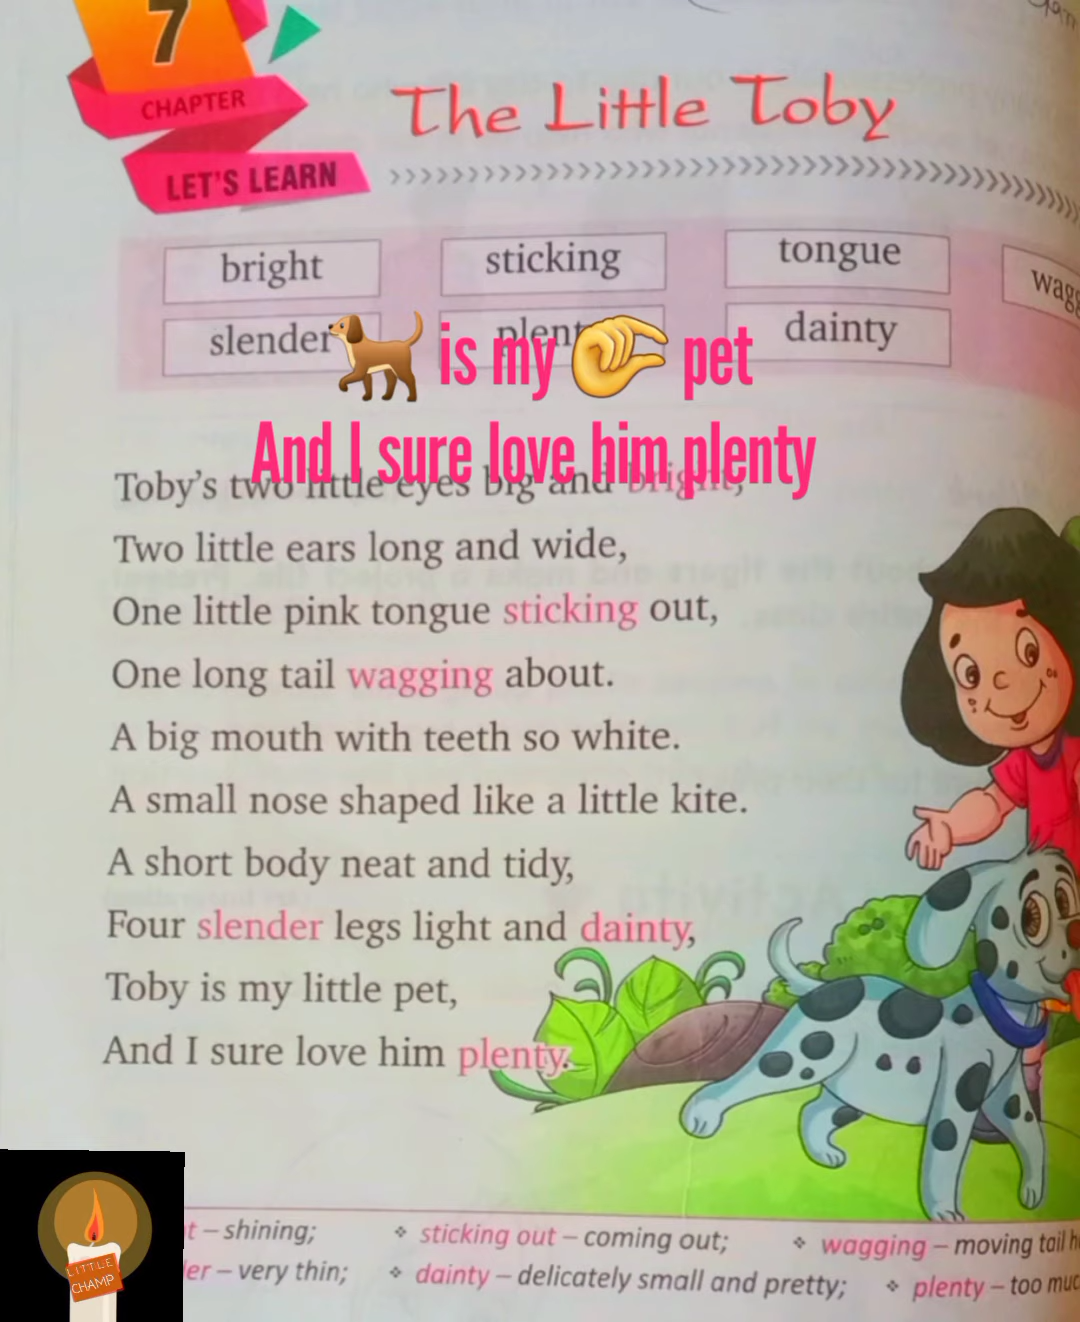 7
CHAPTER
The Little Toby
LET'S LEARN
bright
sticking
tongue
slender
dainty
is my pet
And I sure love him plenty
Toby's two little eyes big and bright,
Two little ears long and wide,
One little pink tongue sticking out,
One long tail wagging about.
A big mouth with teeth so white.
A small nose shaped like a little kite.
A short body neat and tidy,
Four slender legs light and dainty,
Toby is my little pet,
And I sure love him plenty.
– shining; ❖ sticking out – coming out; ❖ wagging – moving tail
– very thin; ❖ dainty – delicately small and pretty; ❖ plenty – too
LITTLE
CHAMP